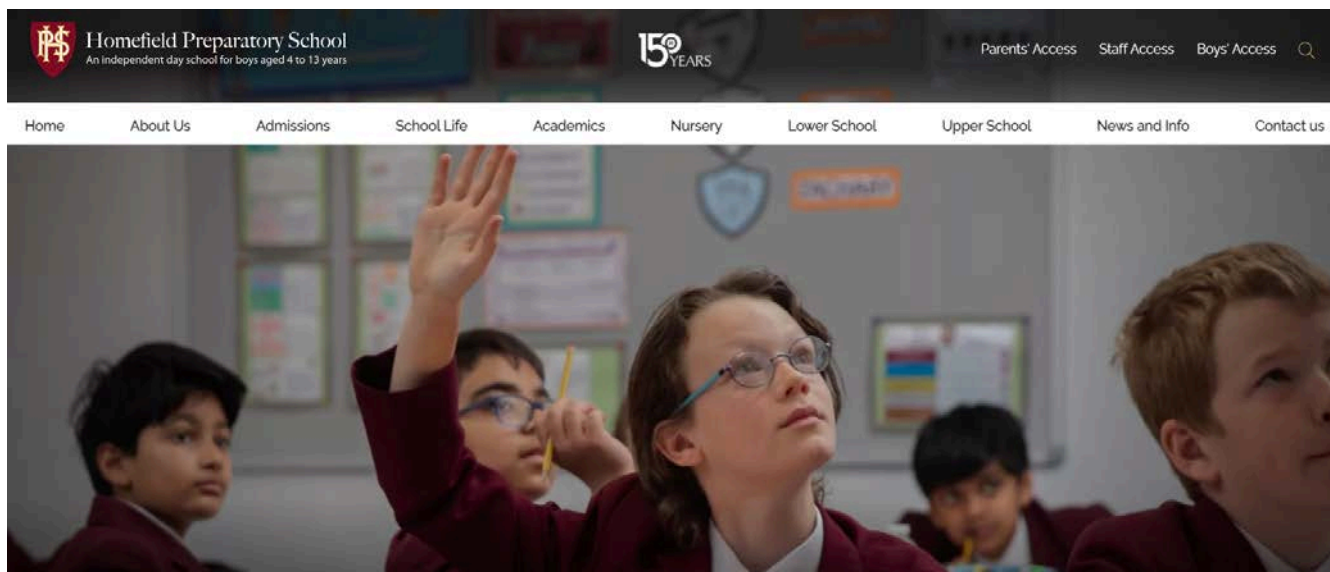 Homefield Preparatory School
An independent day school for boys aged 4 to 13 years
150 YEARS
Parents' Access Staff Access Boys' Access
Home About Us Admissions School Life Academics Nursery Lower School Upper School News and Info Contact us